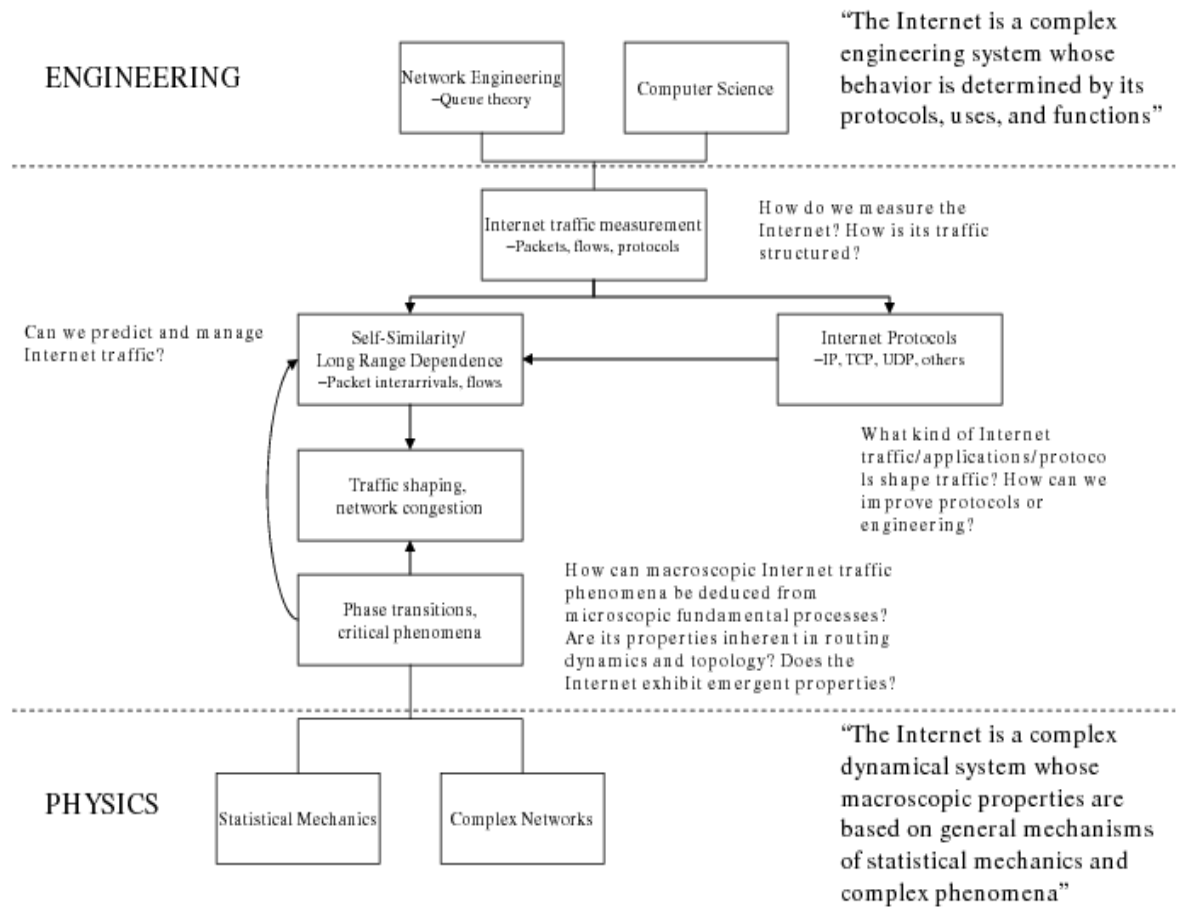 ENGINEERING
Network Engineering
–Queue theory
Computer Science
“The Internet is a complex
engineering system whose
behavior is determined by its
protocols, uses, and functions”
Internet traffic measurement
–Packets, flows, protocols
How do we measure the
Internet? How is its traffic
structured?
Can we predict and manage
Internet traffic?
Self-Similarity/
Long Range Dependence
–Packet interarrivals, flows
Internet Protocols
–IP, TCP, UDP, others
What kind of Internet
traffic/applications/protoco
ls shape traffic? How can we
improve protocols or
engineering?
Traffic shaping,
network congestion
Phase transitions,
critical phenomena
How can macroscopic Internet traffic
phenomena be deduced from
microscopic fundamental processes?
Are its properties inherent in routing
dynamics and topology? Does the
Internet exhibit emergent properties?
PHYSICS
Statistical Mechanics
Complex Networks
“The Internet is a complex
dynamical system whose
macroscopic properties are
based on general mechanisms
of statistical mechanics and
complex phenomena”